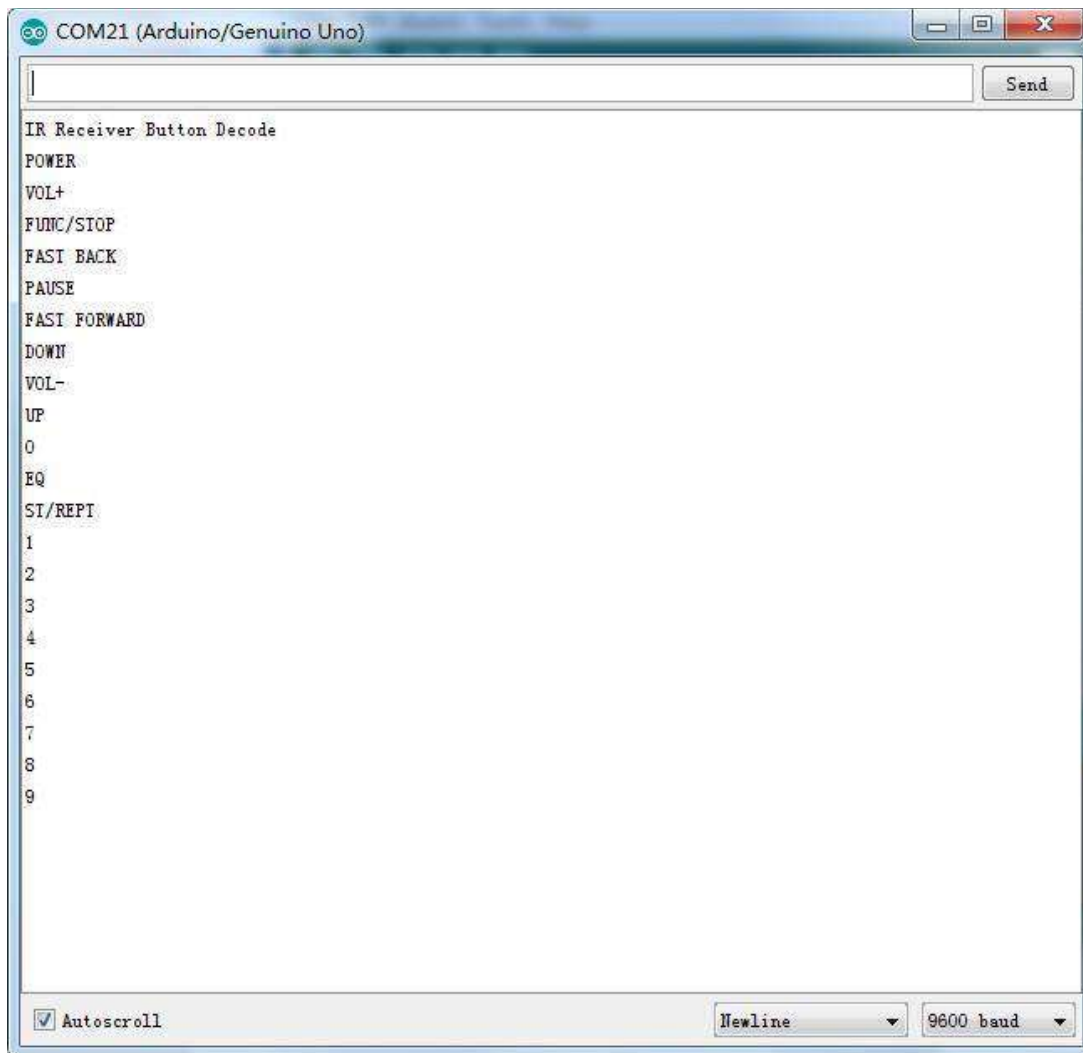 COM21 (Arduino/Genuino Uno)
Send
IR Receiver Button Decode
POWER
VOL+
FUNC/STOP
FAST BACK
PAUSE
FAST FORWARD
DOWN
VOL-
UP
0
EQ
ST/REPT
1
2
3
4
5
6
7
8
9
Autoscroll
Newline
9600 baud